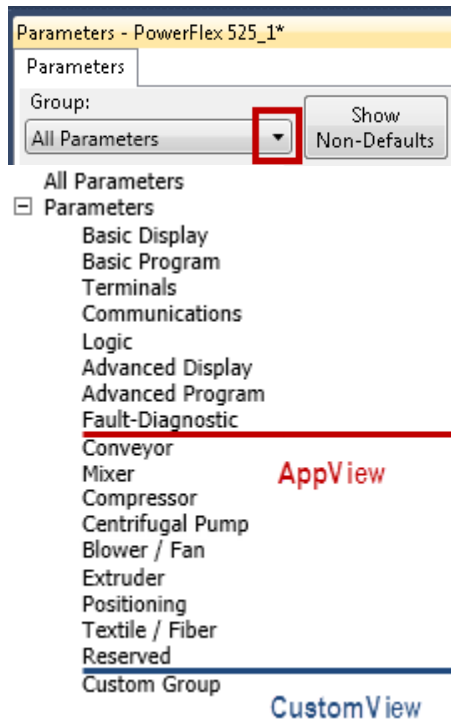 Parameters - PowerFlex 525_1*
Parameters
Group:
All Parameters
Show
Non-Defaults
All Parameters
Parameters
Basic Display
Basic Program
Terminals
Communications
Logic
Advanced Display
Advanced Program
Fault-Diagnostic
Conveyor
Mixer
AppView
Compressor
Centrifugal Pump
Blower / Fan
Extruder
Positioning
Textile / Fiber
Reserved
Custom Group
CustomView